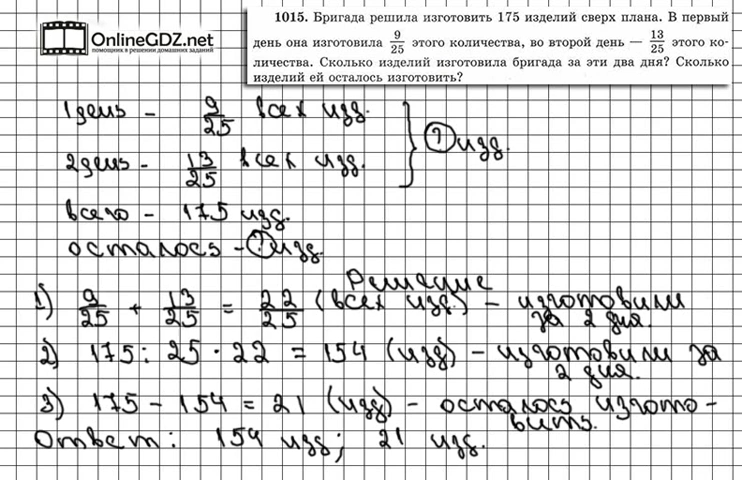 OnlineGDZ.net
помощник в решении домашних заданий
1015. Бригада решила изготовить 175 изделий сверх плана. В первый
день она изготовила 9/25 этого количества, во второй день — 13/25 этого ко-
личества. Сколько изделий изготовила бригада за эти два дня? Сколько
изделий ей осталось изготовить?
1 день - 9/25 всех изд.
2 день - 13/25 всех изд.
} ? изд.
всего - 175 изд.
осталось - ? изд.
Решение
1) 9/25 + 13/25 = 22/25 (всех изд.) - изготовили
за 2 дня.
2) 175 : 25 · 22 = 154 (изд) - изготовили за
2 дня.
3) 175 - 154 = 21 (изд) - осталось изгото-
вить.
Ответ: 154 изд; 21 изд.